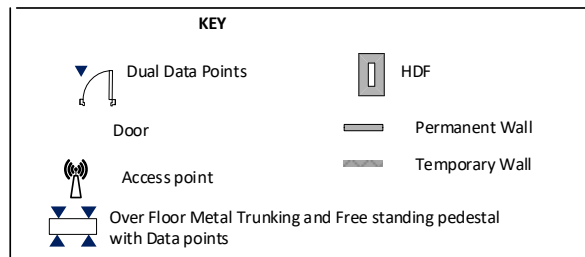 KEY
Dual Data Points
HDF
Door
Permanent Wall
Temporary Wall
Access point
Over Floor Metal Trunking and Free standing pedestal
with Data points